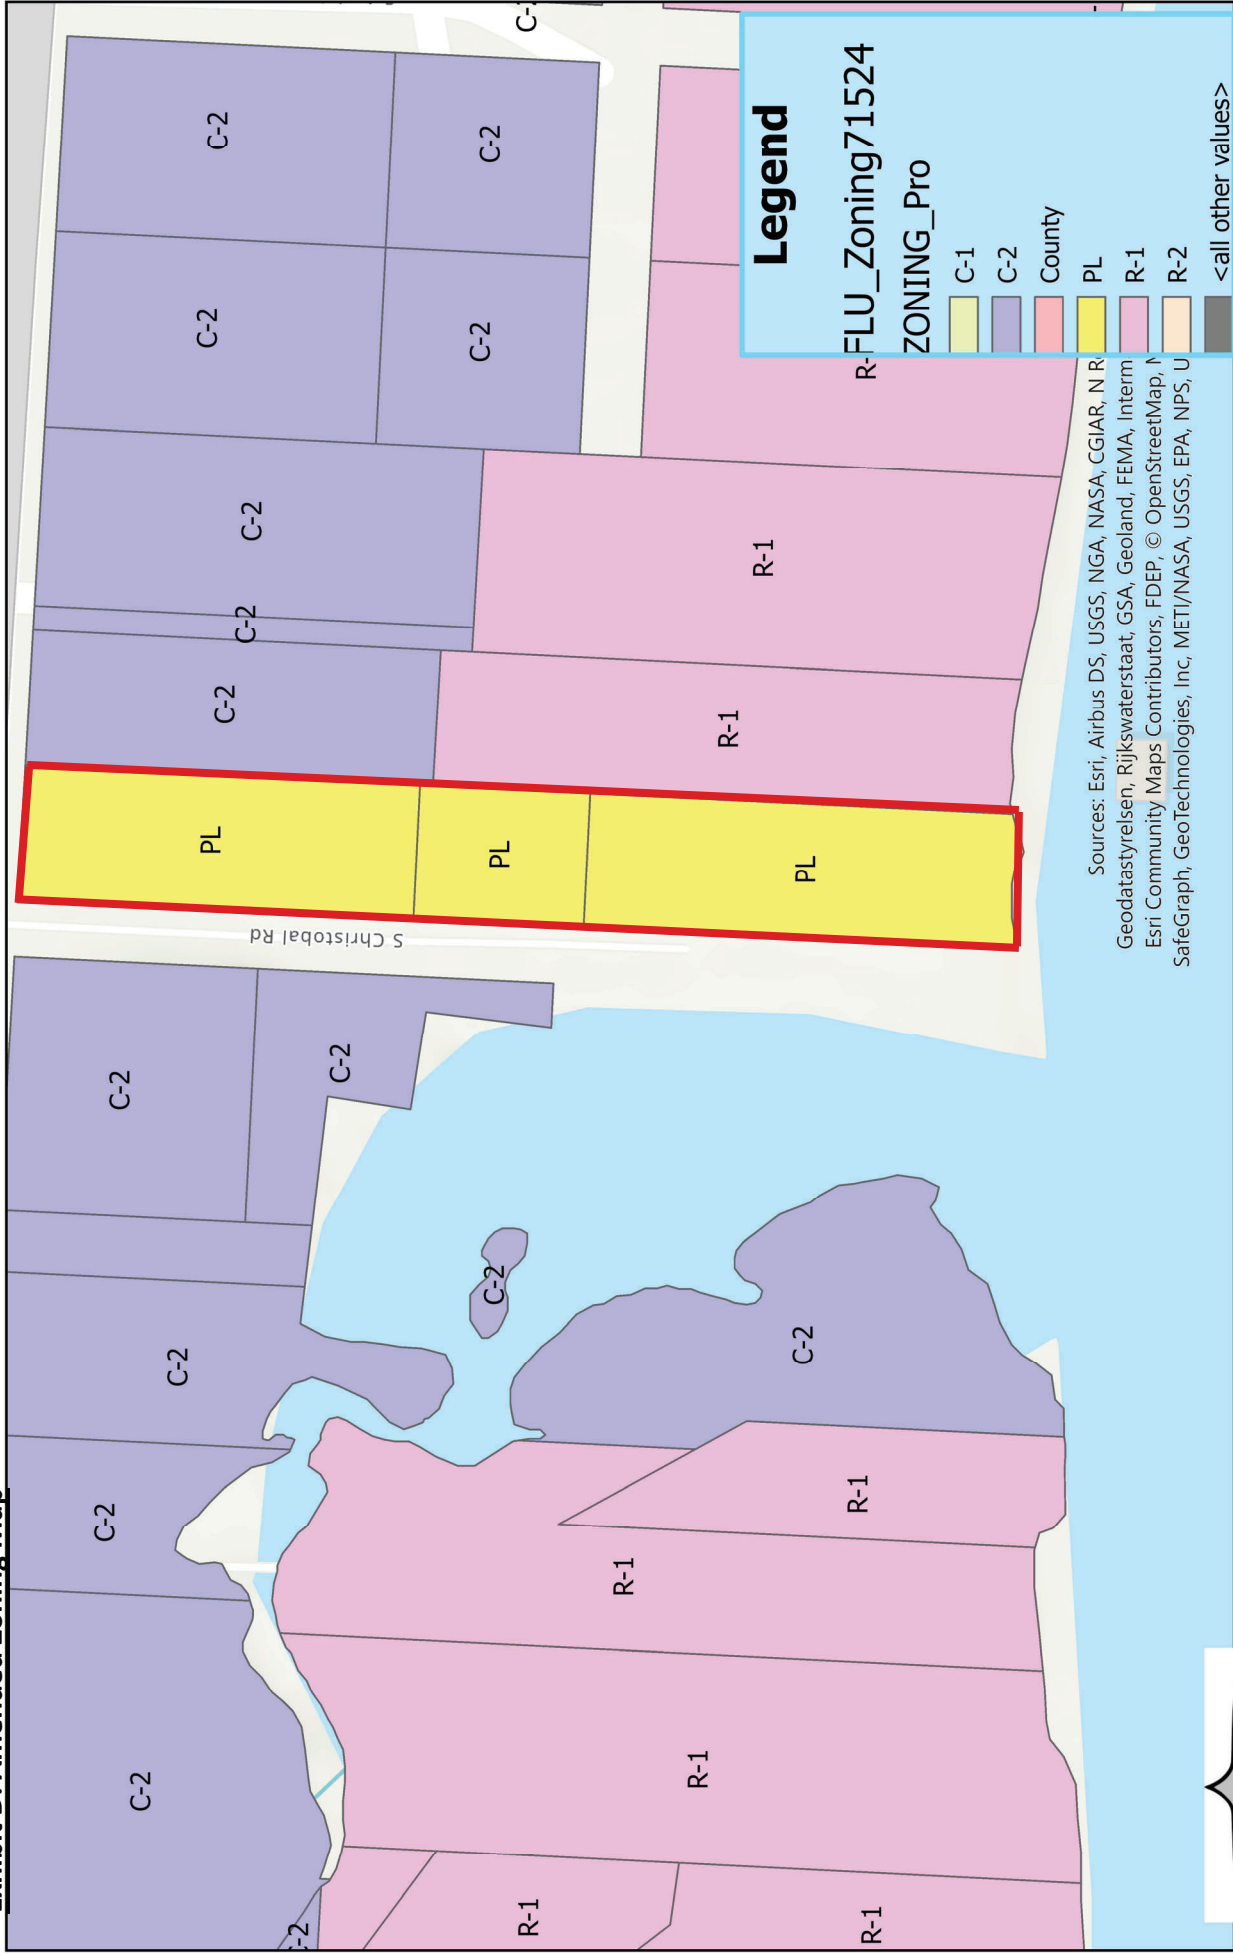 C-2
C-2
C-2
C-2
C-2
C-2
C-2
C-2
R-1
R-1
PL
PL
PL
S Christobal Rd
C-2
C-2
C-2
C-2
C-2
C-2
C-2
R-1
R-1
R-1
R-1
R-1
Legend
FLU_Zoning71524
ZONING_Pro
C-1
C-2
County
PL
R-1
R-2
<all other values>
Sources: Esri, Airbus DS, USGS, NGA, NASA, CGIAR, N R
Geodatastyrelsen, Rijkswaterstaat, GSA, Geoland, FEMA, Interm
Esri Community Maps Contributors, FDEP, © OpenStreetMap,
SafeGraph, GeoTechnologies, Inc, METI/NASA, USGS, EPA, NPS, U